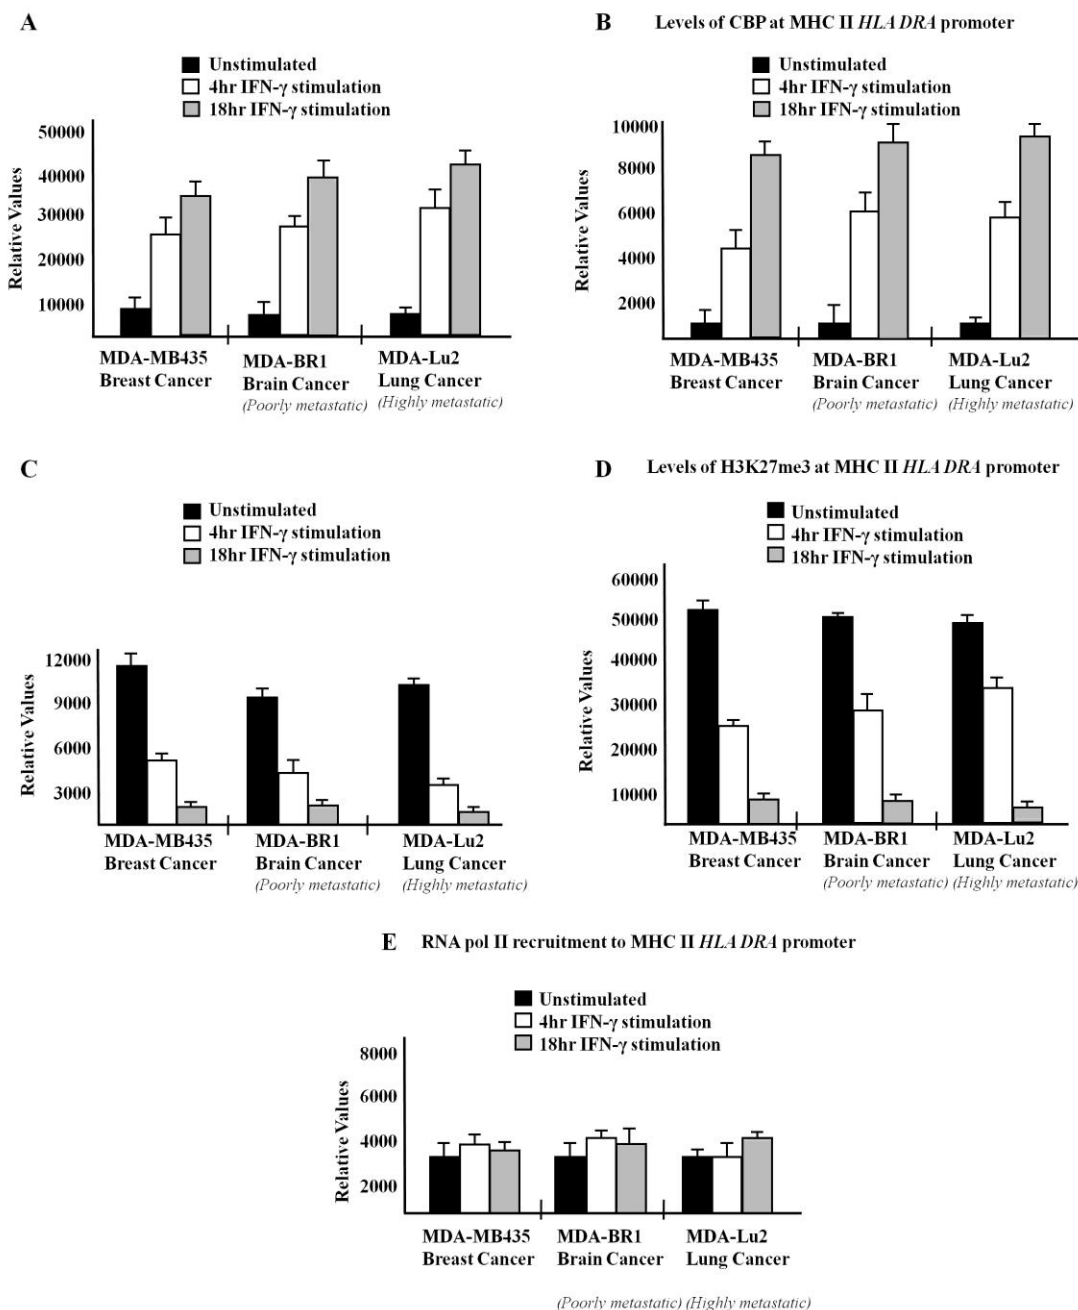 A
Unstimulated
4hr IFN-γ stimulation
18hr IFN-γ stimulation
Relative Values
50000
40000
30000
20000
10000
MDA-MB435
Breast Cancer
MDA-BR1
Brain Cancer
(Poorly metastatic)
MDA-Lu2
Lung Cancer
(Highly metastatic)
B Levels of CBP at MHC II HLA DRA promoter
Unstimulated
4hr IFN-γ stimulation
18hr IFN-γ stimulation
Relative Values
10000
8000
6000
4000
2000
MDA-MB435
Breast Cancer
MDA-BR1
Brain Cancer
(Poorly metastatic)
MDA-Lu2
Lung Cancer
(Highly metastatic)
C
Unstimulated
4hr IFN-γ stimulation
18hr IFN-γ stimulation
Relative Values
12000
9000
6000
3000
MDA-MB435
Breast Cancer
MDA-BR1
Brain Cancer
(Poorly metastatic)
MDA-Lu2
Lung Cancer
(Highly metastatic)
D Levels of H3K27me3 at MHC II HLA DRA promoter
Unstimulated
4hr IFN-γ stimulation
18hr IFN-γ stimulation
Relative Values
60000
50000
40000
30000
20000
10000
MDA-MB435
Breast Cancer
MDA-BR1
Brain Cancer
(Poorly metastatic)
MDA-Lu2
Lung Cancer
(Highly metastatic)
E RNA pol II recruitment to MHC II HLA DRA promoter
Unstimulated
4hr IFN-γ stimulation
18hr IFN-γ stimulation
Relative Values
8000
6000
4000
2000
MDA-MB435
Breast Cancer
MDA-BR1
Brain Cancer
(Poorly metastatic)
MDA-Lu2
Lung Cancer
(Highly metastatic)